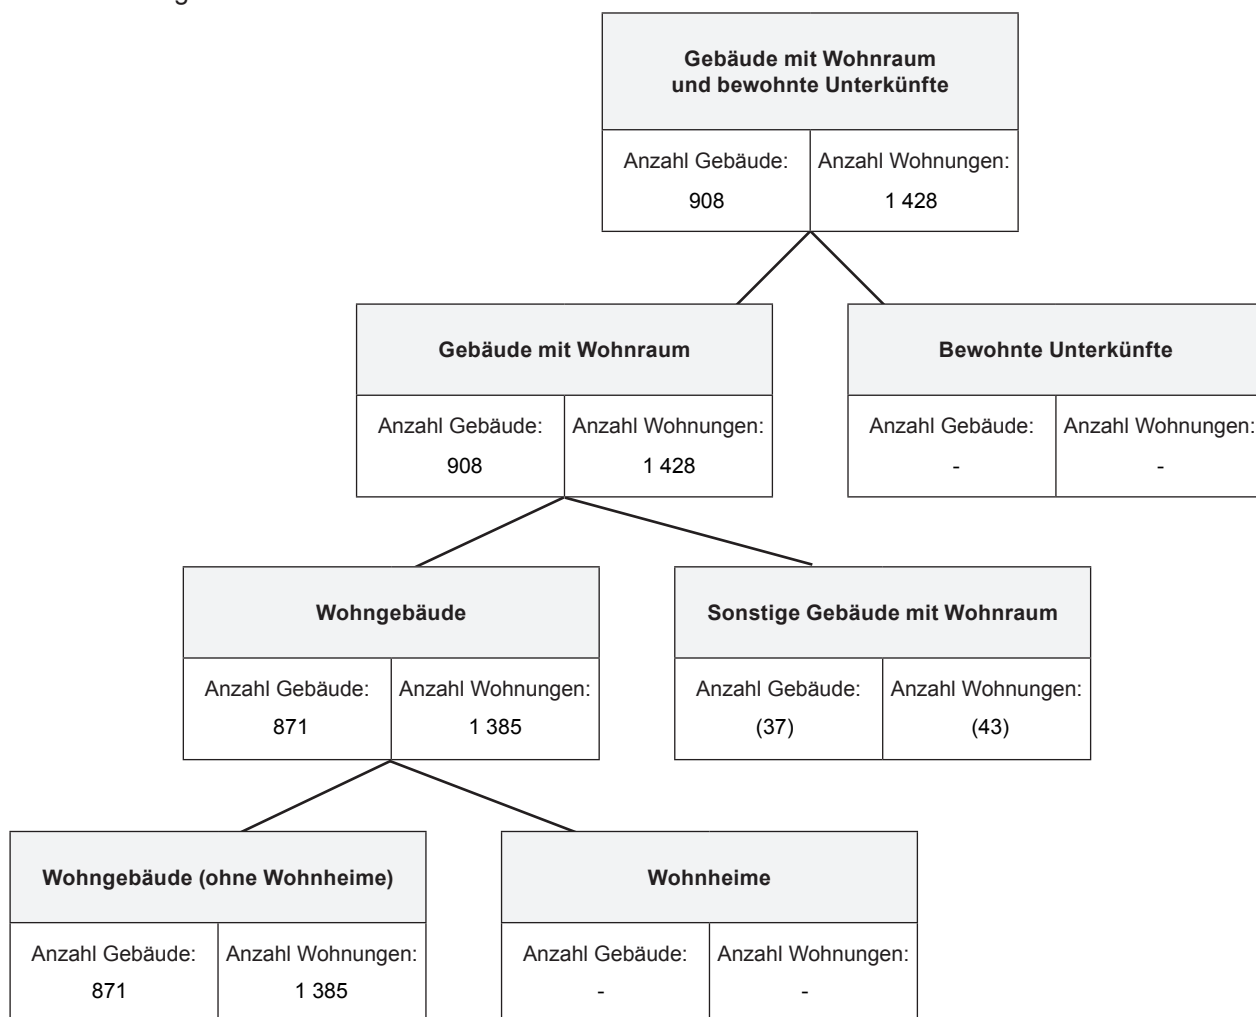 Gebäude mit Wohnraum
und bewohnte Unterkünfte
Anzahl Gebäude: Anzahl Wohnungen:
908 1 428
Gebäude mit Wohnraum
Anzahl Gebäude: Anzahl Wohnungen:
908 1 428
Bewohnte Unterkünfte
Anzahl Gebäude: Anzahl Wohnungen:
- -
Wohngebäude
Anzahl Gebäude: Anzahl Wohnungen:
871 1 385
Sonstige Gebäude mit Wohnraum
Anzahl Gebäude: Anzahl Wohnungen:
(37) (43)
Wohngebäude (ohne Wohnheime)
Anzahl Gebäude: Anzahl Wohnungen:
871 1 385
Wohnheime
Anzahl Gebäude: Anzahl Wohnungen:
- -